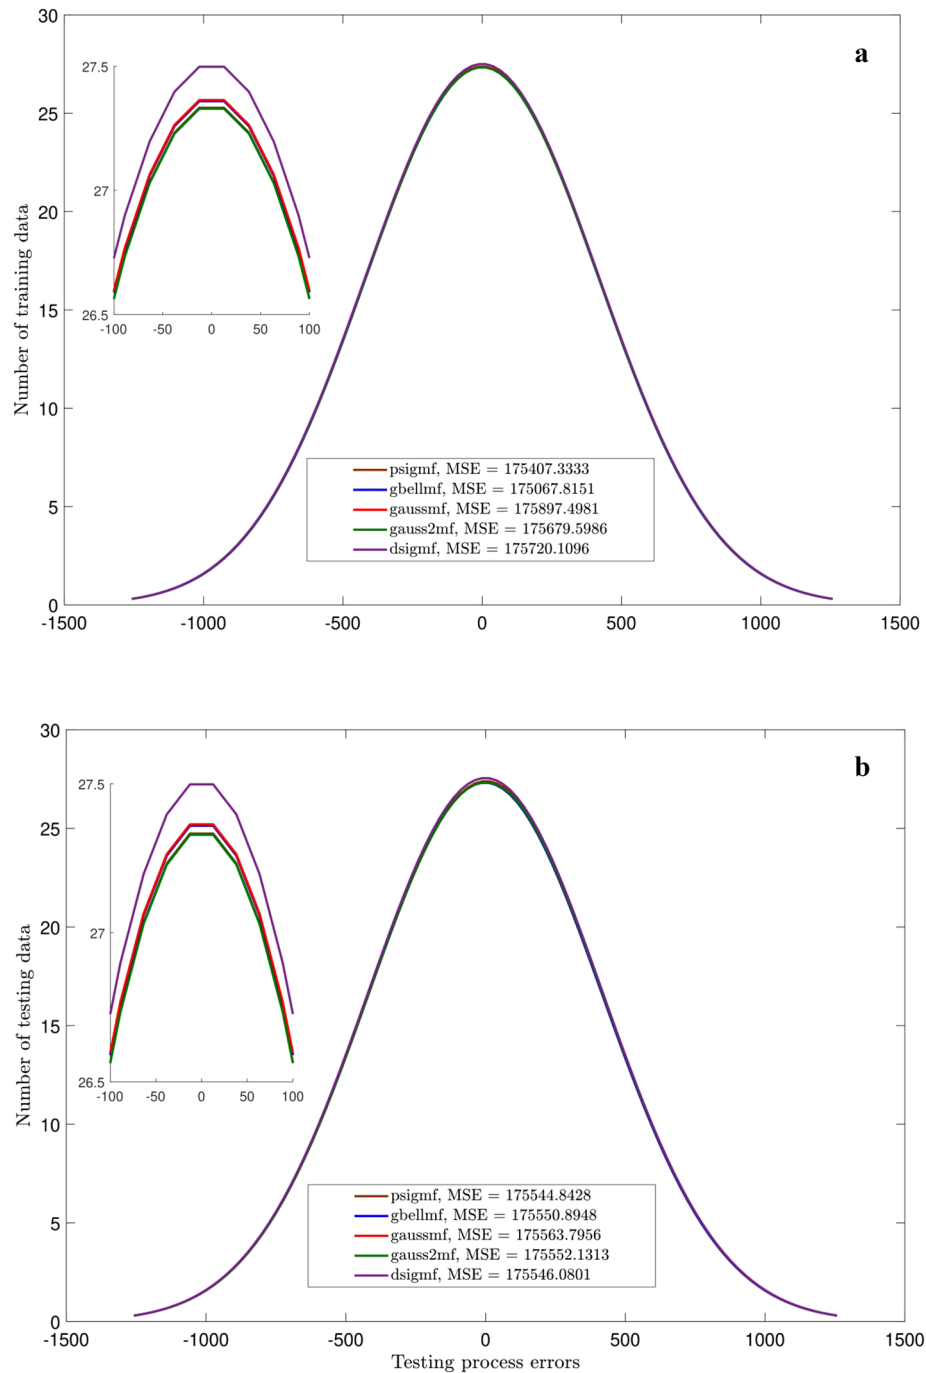 30
a
27.5
25
27
20
Number of training data
15
26.5
-100 -50 0 50 100
10
psigmf, MSE = 175407.3333
gbellmf, MSE = 175067.8151
gaussmf, MSE = 175897.4981
gauss2mf, MSE = 175679.5986
dsigmf, MSE = 175720.1096
5
0
-1500 -1000 -500 0 500 1000 1500
30
b
27.5
25
27
20
Number of testing data
15
26.5
-100 -50 0 50 100
10
psigmf, MSE = 175544.8428
gbellmf, MSE = 175550.8948
gaussmf, MSE = 175563.7956
gauss2mf, MSE = 175552.1313
dsigmf, MSE = 175546.0801
5
0
-1500 -1000 -500 0 500 1000 1500
Testing process errors